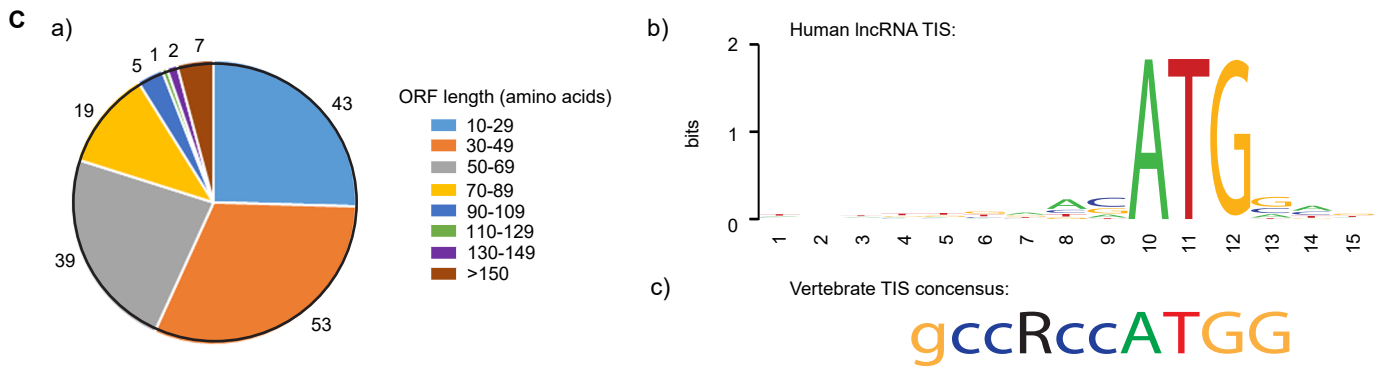 C
a)
43
53
39
19
5
1
2
7
ORF length (amino acids)
10-29
30-49
50-69
70-89
90-109
110-129
130-149
>150
b)
Human lncRNA TIS:
bits
2
1
0
ATG
1 2 3 4 5 6 7 8 9 10 11 12 13 14 15
c)
Vertebrate TIS concensus:
gccRccATGG